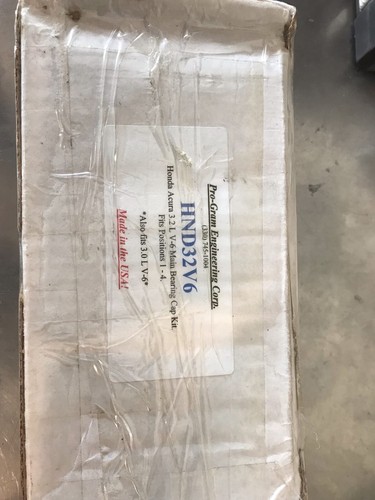 Pro-Gram Engineering Corp.
(330) 745-1004
HND32V6
Honda Acura 3.2 L V-6 Main Bearing Cap Kit.
Fits Positions 1 - 4.
*Also fits 3.0 L V-6*
Made in the USA!